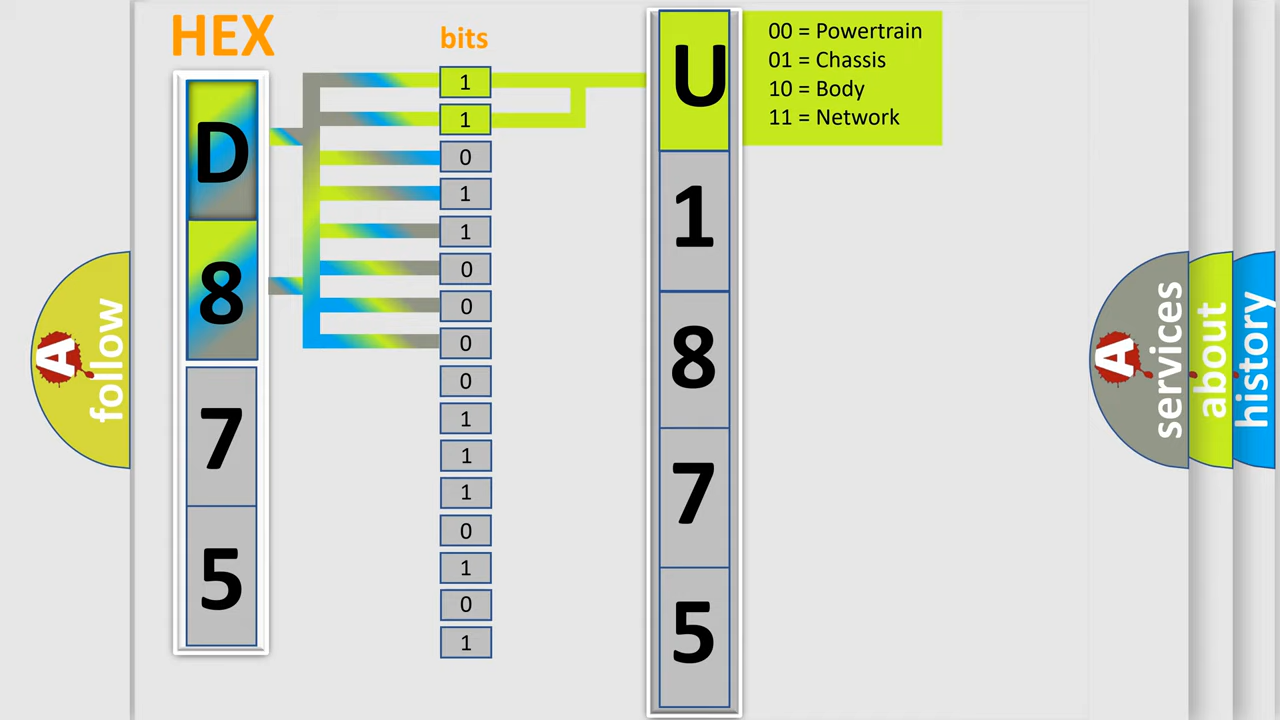 HEX
bits
D
8
7
5
1
1
0
1
1
0
0
0
0
1
1
1
0
1
0
1
U
1
8
7
5
00 = Powertrain
01 = Chassis
10 = Body
11 = Network
A
follow
A
services
about
history